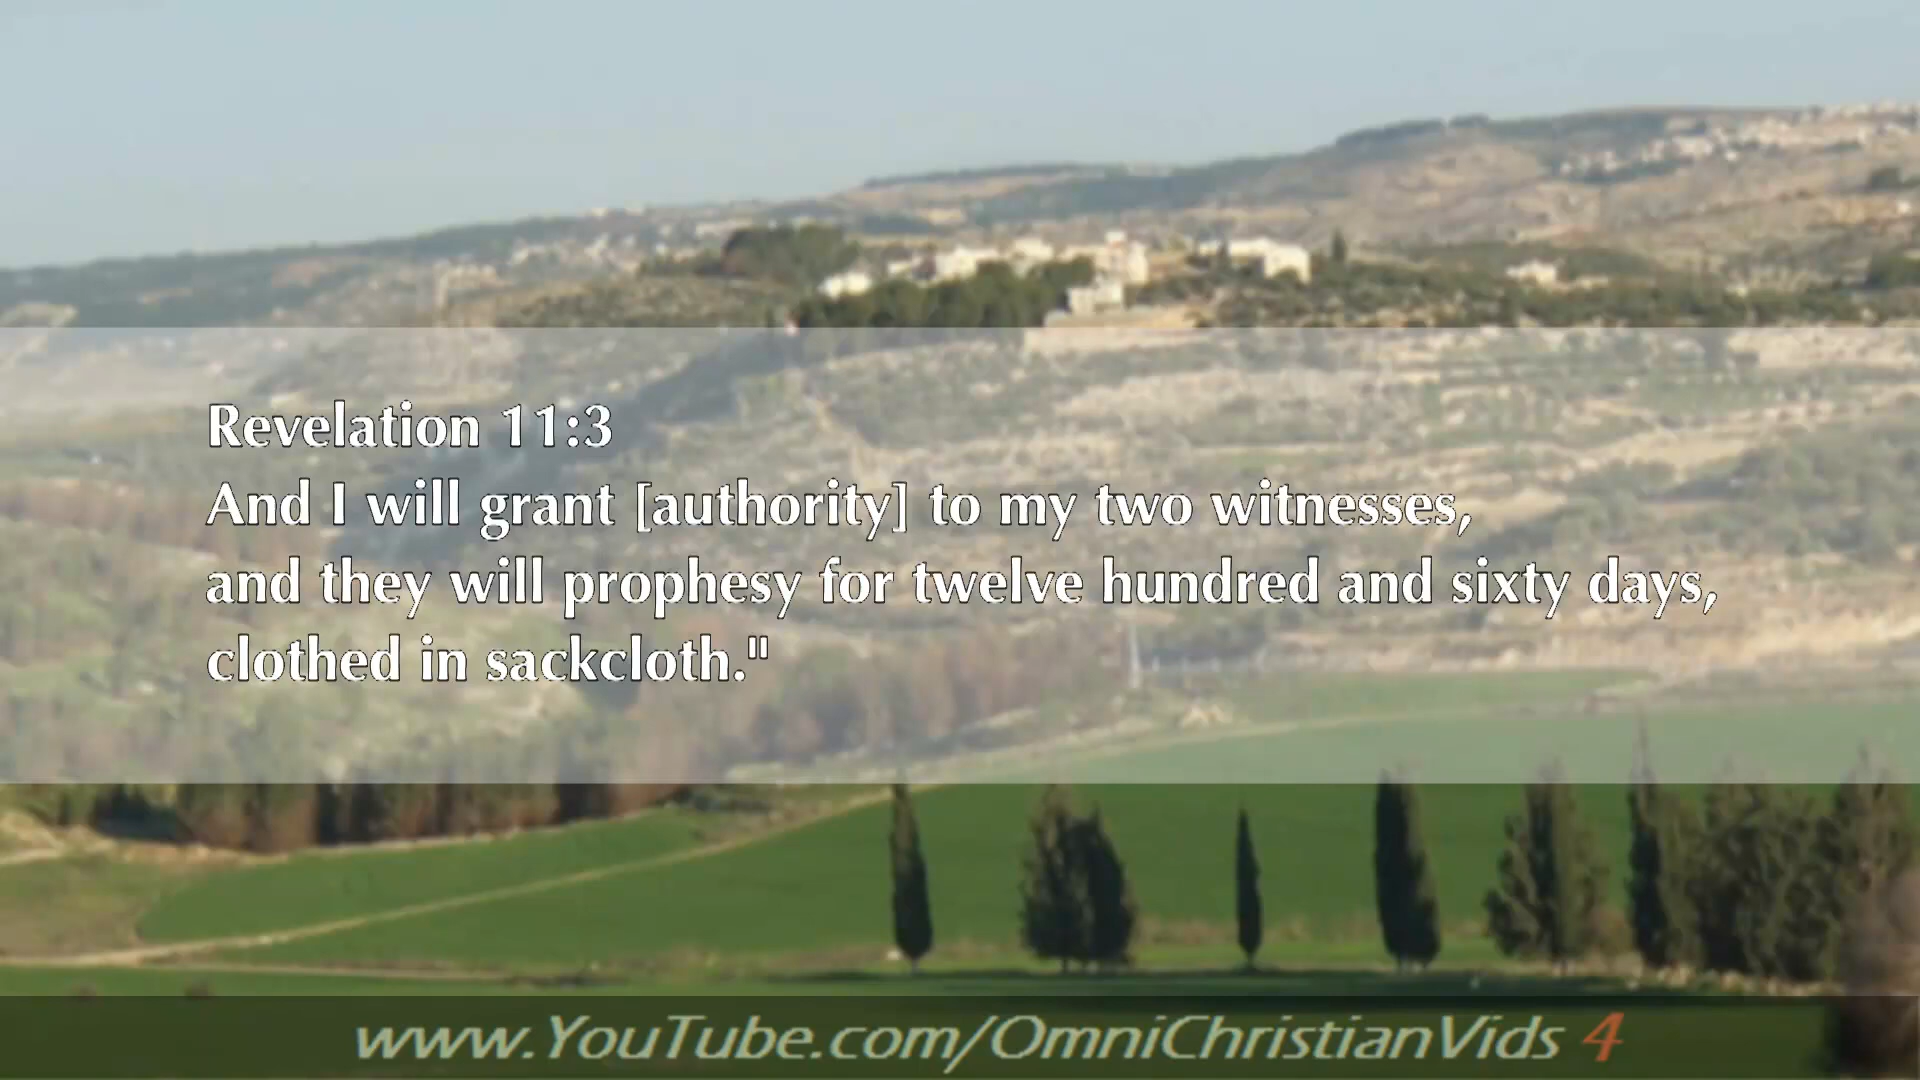 Revelation 11:3
And I will grant [authority] to my two witnesses,
and they will prophesy for twelve hundred and sixty days,
clothed in sackcloth."
www.YouTube.com/OmniChristianVids 4